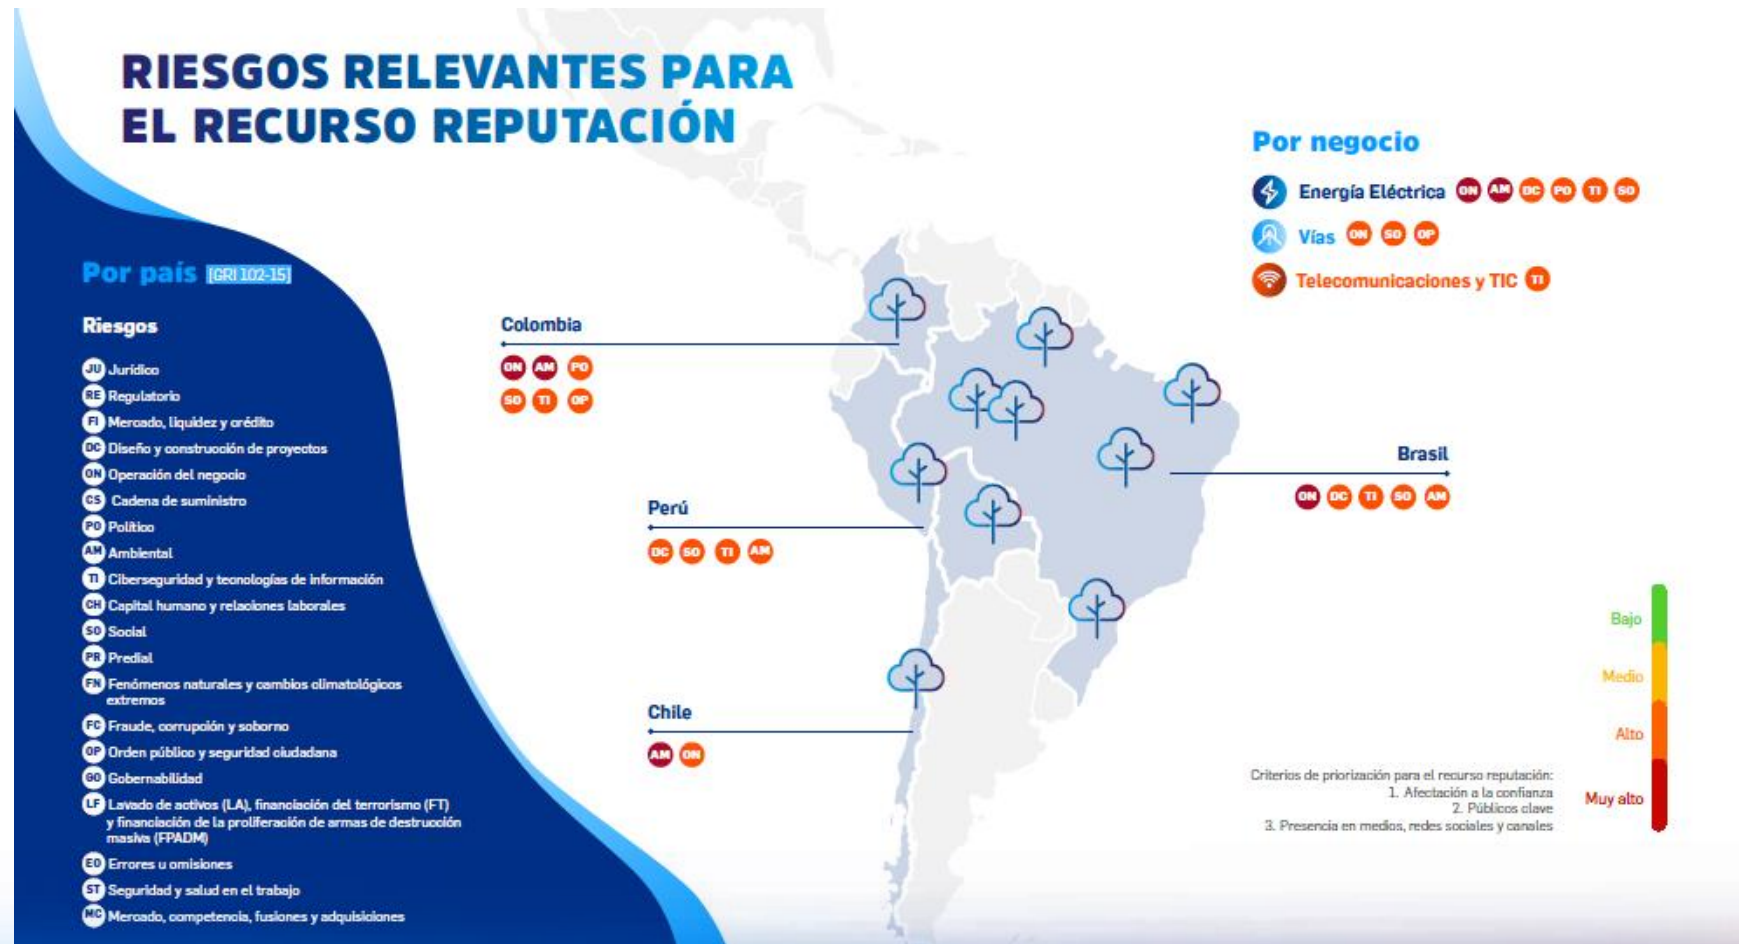 RIESGOS RELEVANTES PARA
EL RECURSO REPUTACIÓN
Por país [GRI 102-15]
Riesgos
JU Jurídico
RE Regulatorio
FI Mercado, liquidez y crédito
DC Diseño y construcción de proyectos
ON Operación del negocio
CS Cadena de suministro
PO Político
AM Ambiental
TI Ciberseguridad y tecnologías de información
CH Capital humano y relaciones laborales
SO Social
PR Predial
FN Fenómenos naturales y cambios climatológicos
extremos
FC Fraude, corrupción y soborno
OP Orden público y seguridad ciudadana
GO Gobernabilidad
LF Lavado de activos (LA), financiación del terrorismo (FT)
y financiación de la proliferación de armas de destrucción
masiva (FPADM)
EO Errores u omisiones
ST Seguridad y salud en el trabajo
MC Mercado, competencia, fusiones y adquisiciones
Colombia
ON AM PO
SO TI OP
Perú
DC SO TI AM
Chile
AM ON
Brasil
ON DC TI SO AM
Por negocio
Energía Eléctrica ON AM DC PO TI SO
Vías ON SO OP
Telecomunicaciones y TIC TI
Bajo
Medio
Alto
Muy alto
Criterios de priorización para el recurso reputación:
1. Afectación a la confianza
2. Públicos clave
3. Presencia en medios, redes sociales y canales